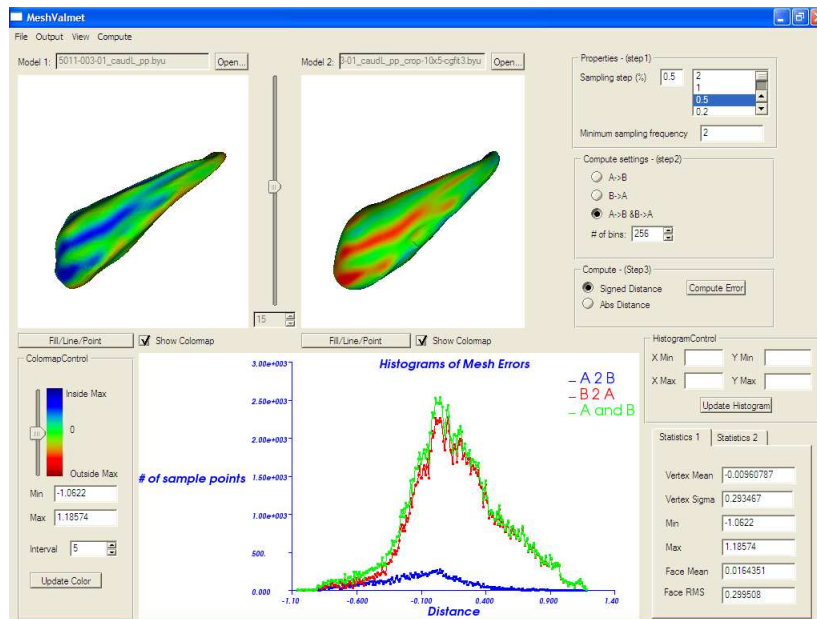 MeshValmet
File Output View Compute
Model 1: 5011-003-01_caudL_pp.byu Open...
Model 2: 3-01_caudL_pp_crop-10x5-cgfit3.byu Open...
Properties - (step1)
Sampling step (%) 0.5
2
1
0.5
0.2
Minimum sampling frequency 2
Compute settings - (step2)
A->B
B->A
A->B &B->A
# of bins: 256
Compute - (Step3)
Signed Distance
Compute Error
Abs Distance
15
Fill/Line/Point
Show Colormap
Fill/Line/Point
Show Colormap
ColormapControl
Inside Max
0
Outside Max
Min -1.0622
Max 1.18574
Interval 5
Update Color
Histograms of Mesh Errors
A 2 B
B 2 A
A and B
# of sample points
3.00e+003
2.50e+003
2.00e+003
1.50e+003
1.00e+003
500.
0.000
-1.10 -0.600 -0.100 0.400 0.900 1.40
Distance
HistogramControl
X Min Y Min
X Max Y Max
Update Histogram
Statistics 1 Statistics 2
Vertex Mean -0.00960787
Vertex Sigma 0.293467
Min -1.0622
Max 1.18574
Face Mean 0.0164351
Face RMS 0.299508